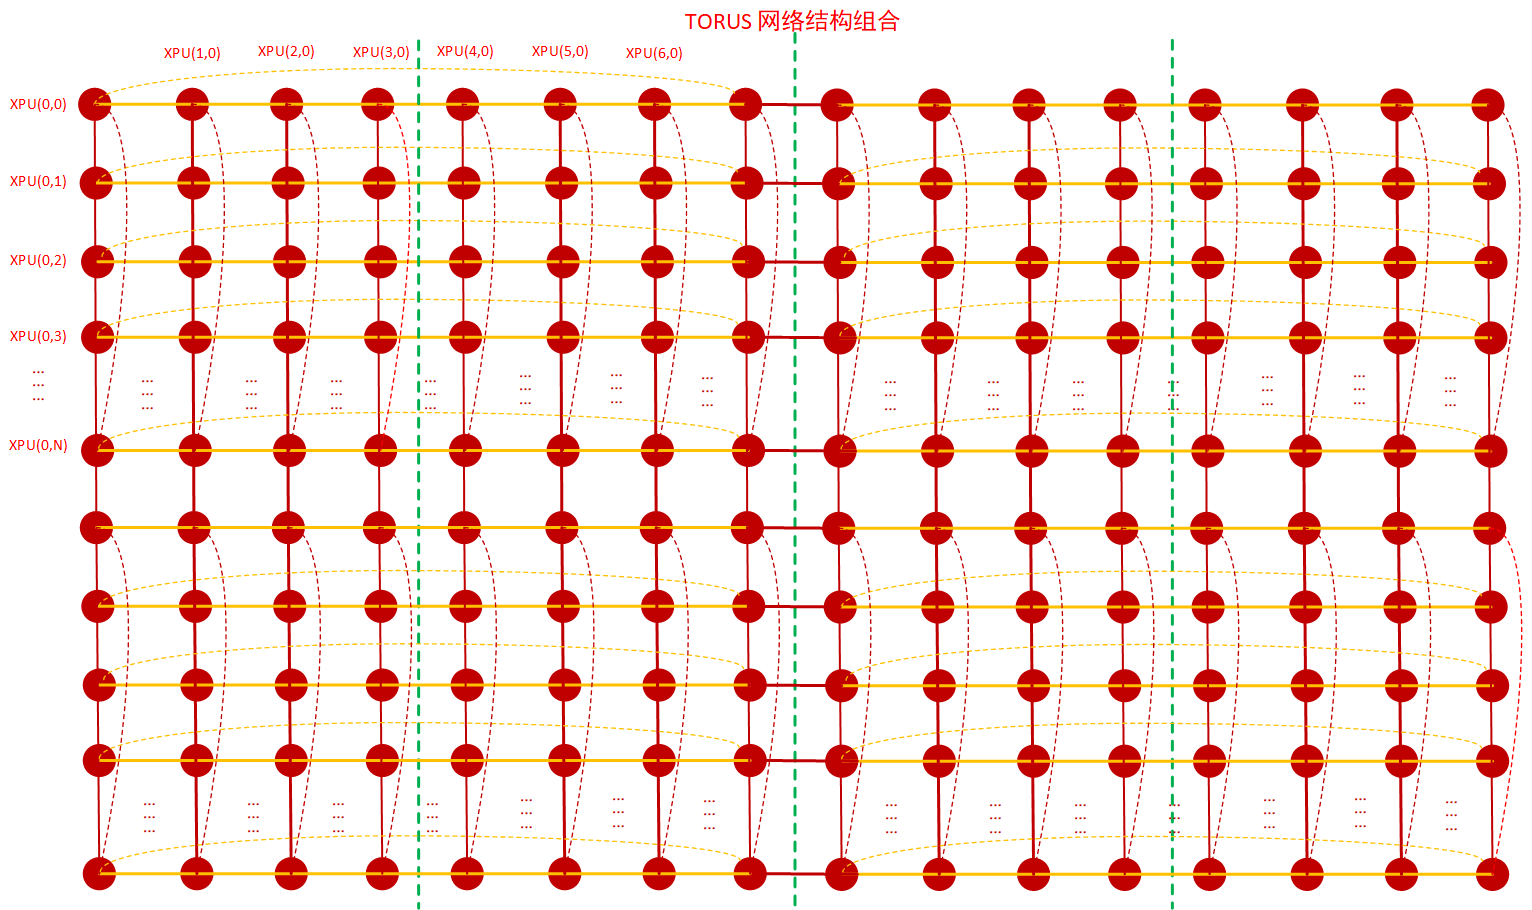 TORUS 网络结构组合
XPU(1,0) XPU(2,0) XPU(3,0) XPU(4,0) XPU(5,0) XPU(6,0)
XPU(0,0)
XPU(0,1)
XPU(0,2)
XPU(0,3)
... ... ... ... ... ... ... ... ... ... ... ... ... ... ...
... ... ... ... ... ... ... ... ... ... ... ... ... ... ...
... ... ... ... ... ... ... ... ... ... ... ... ... ... ...
XPU(0,N)
... ... ... ... ... ... ... ... ... ... ... ... ... ...
... ... ... ... ... ... ... ... ... ... ... ... ... ...
... ... ... ... ... ... ... ... ... ... ... ... ... ...